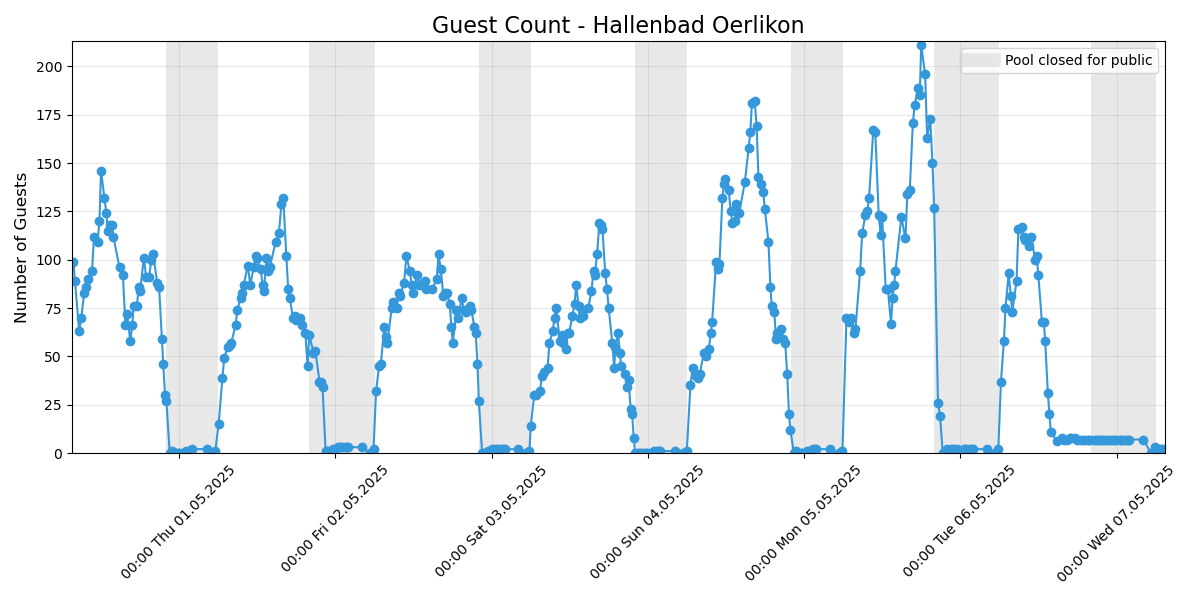 Guest Count - Hallenbad Oerlikon
Pool closed for public
Number of Guests
200
175
150
125
100
75
50
25
0
00:00 Thu 01.05.2025
00:00 Fri 02.05.2025
00:00 Sat 03.05.2025
00:00 Sun 04.05.2025
00:00 Mon 05.05.2025
00:00 Tue 06.05.2025
00:00 Wed 07.05.2025